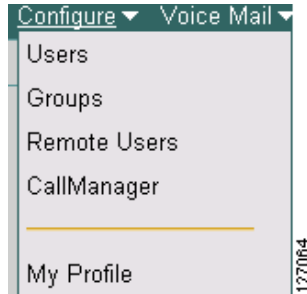 Configure ▾ Voice Mail ▾
Users
Groups
Remote Users
CallManager
My Profile
127064